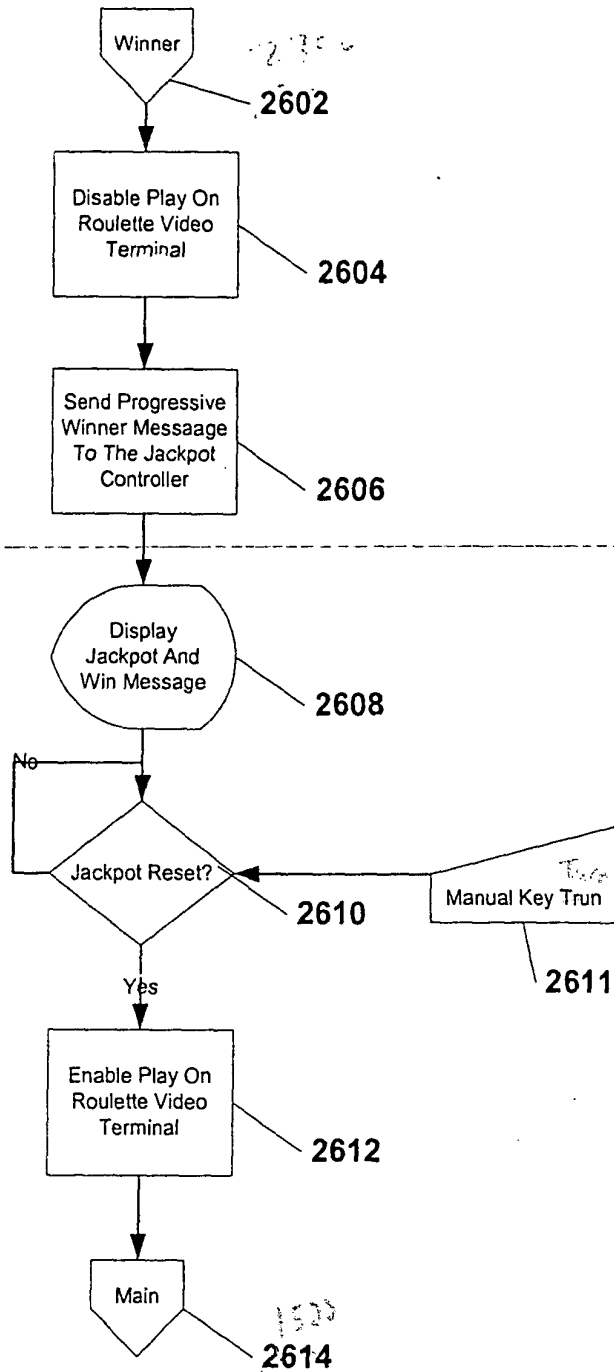 Winner
2602
Disable Play On
Roulette Video
Terminal
2604
Send Progressive
Winner Messaage
To The Jackpot
Controller
2606
Display
Jackpot And
Win Message
2608
No
Jackpot Reset?
2610
Manual Key Trun
2611
Yes
Enable Play On
Roulette Video
Terminal
2612
Main
2614